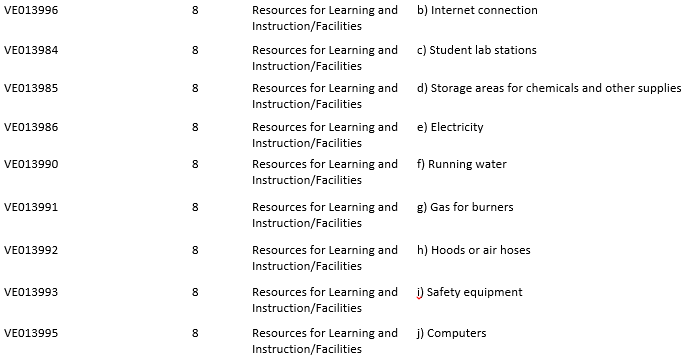 VE013996 8 Resources for Learning and b) Internet connection
Instruction/Facilities
VE013984 8 Resources for Learning and c) Student lab stations
Instruction/Facilities
VE013985 8 Resources for Learning and d) Storage areas for chemicals and other supplies
Instruction/Facilities
VE013986 8 Resources for Learning and e) Electricity
Instruction/Facilities
VE013990 8 Resources for Learning and f) Running water
Instruction/Facilities
VE013991 8 Resources for Learning and g) Gas for burners
Instruction/Facilities
VE013992 8 Resources for Learning and h) Hoods or air hoses
Instruction/Facilities
VE013993 8 Resources for Learning and i) Safety equipment
Instruction/Facilities
VE013995 8 Resources for Learning and j) Computers
Instruction/Facilities